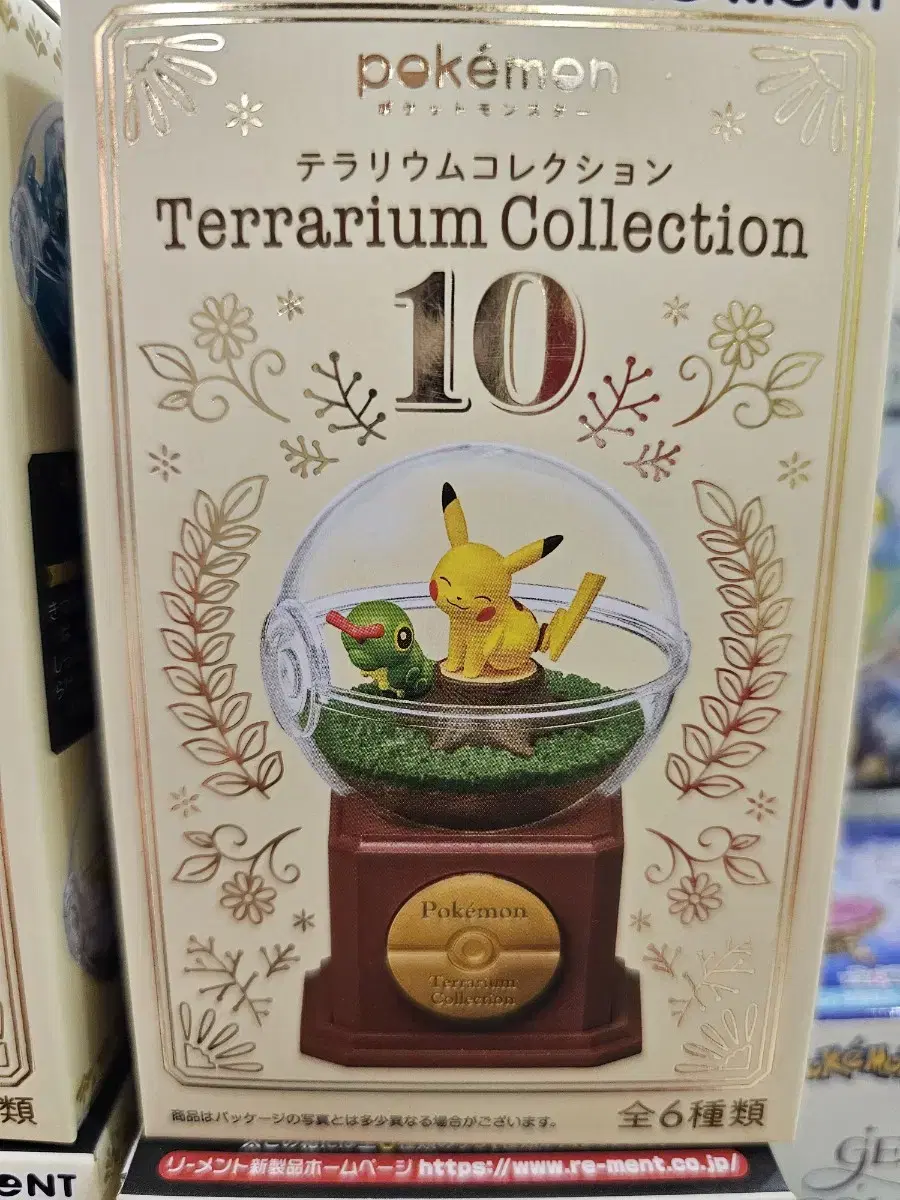 pokémon
ポケットモンスター
テラリウムコレクション
Terrarium Collection
10
Pokémon
Terrarium
Collection
商品はパッケージの写真とは多少異なる場合がございます。
全6種類
リーメント新製品ホームページ https://www.re-ment.co.jp/
類